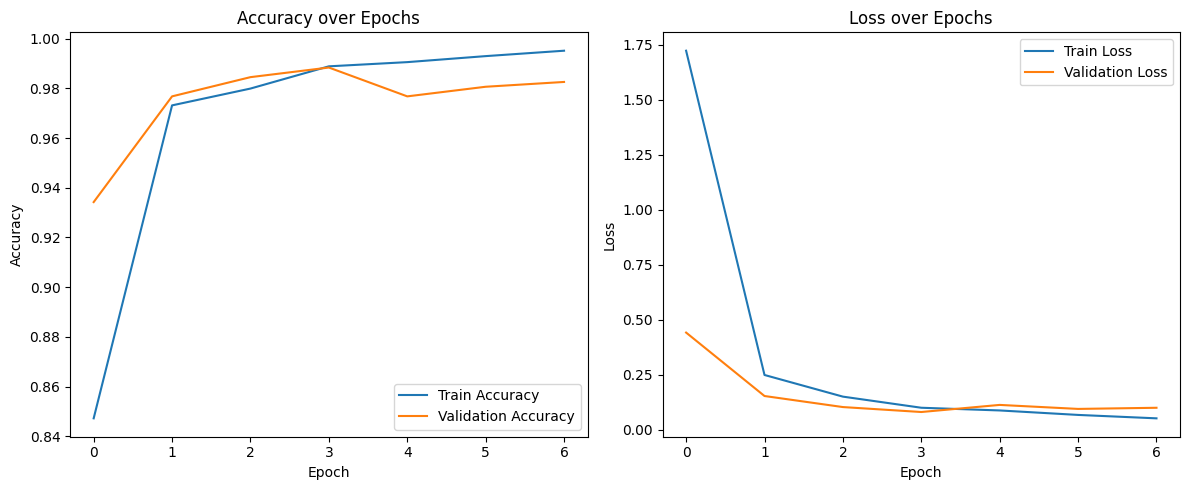 Accuracy over Epochs
1.00
0.98
0.96
0.94
0.92
0.90
0.88
0.86
0.84
Accuracy
Train Accuracy
Validation Accuracy
0 1 2 3 4 5 6
Epoch
Loss over Epochs
1.75
1.50
1.25
1.00
0.75
0.50
0.25
0.00
Loss
Train Loss
Validation Loss
0 1 2 3 4 5 6
Epoch